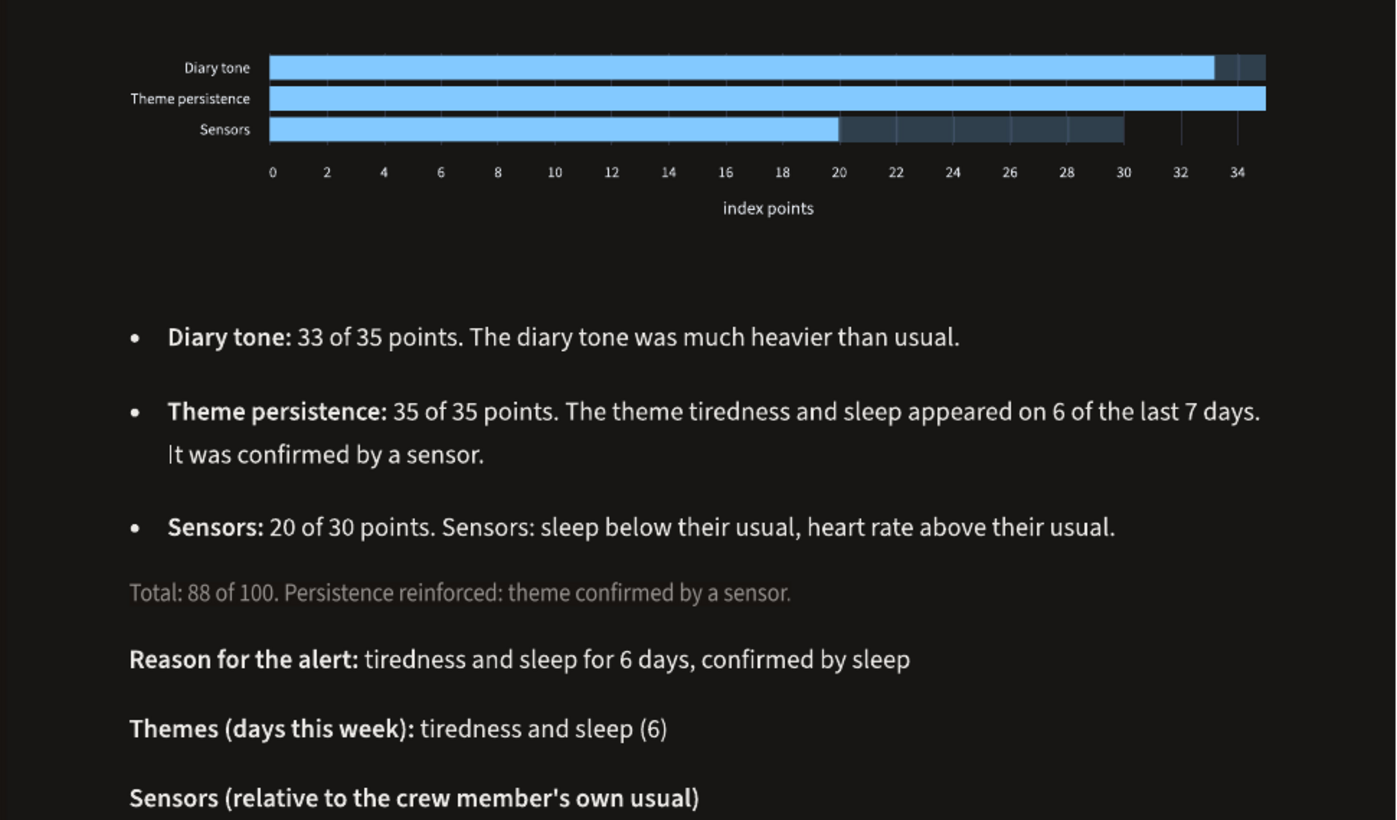 Diary tone
Theme persistence
Sensors
0 2 4 6 8 10 12 14 16 18 20 22 24 26 28 30 32 34
index points
• Diary tone: 33 of 35 points. The diary tone was much heavier than usual.
• Theme persistence: 35 of 35 points. The theme tiredness and sleep appeared on 6 of the last 7 days.
It was confirmed by a sensor.
• Sensors: 20 of 30 points. Sensors: sleep below their usual, heart rate above their usual.
Total: 88 of 100. Persistence reinforced: theme confirmed by a sensor.
Reason for the alert: tiredness and sleep for 6 days, confirmed by sleep
Themes (days this week): tiredness and sleep (6)
Sensors (relative to the crew member's own usual)